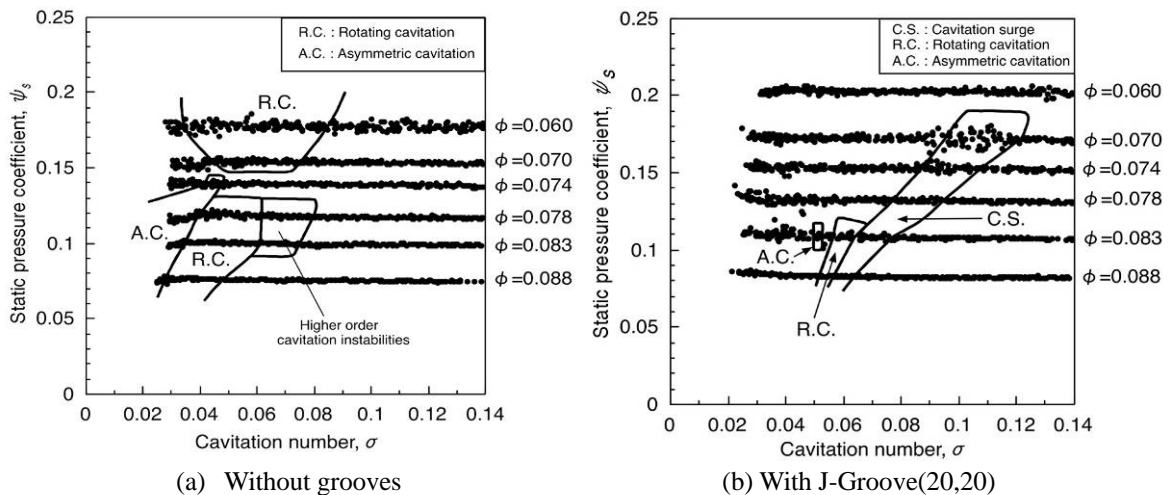 0.25
0.2
0.15
0.1
0.05
0
0
0.02
0.04
0.06
0.08
0.1
0.12
0.14
Static pressure coefficient, ψs
Cavitation number, σ
R.C. : Rotating cavitation
A.C. : Asymmetric cavitation
R.C.
A.C.
R.C.
Higher order
cavitation instabilities
ϕ=0.060
ϕ=0.070
ϕ=0.074
ϕ=0.078
ϕ=0.083
ϕ=0.088
(a) Without grooves
0.25
0.2
0.15
0.1
0.05
0
0
0.02
0.04
0.06
0.08
0.1
0.12
0.14
Static pressure coefficient, ψs
Cavitation number, σ
C.S. : Cavitation surge
R.C. : Rotating cavitation
A.C. : Asymmetric cavitation
C.S.
A.C.
R.C.
ϕ=0.060
ϕ=0.070
ϕ=0.074
ϕ=0.078
ϕ=0.083
ϕ=0.088
(b) With J-Groove(20,20)